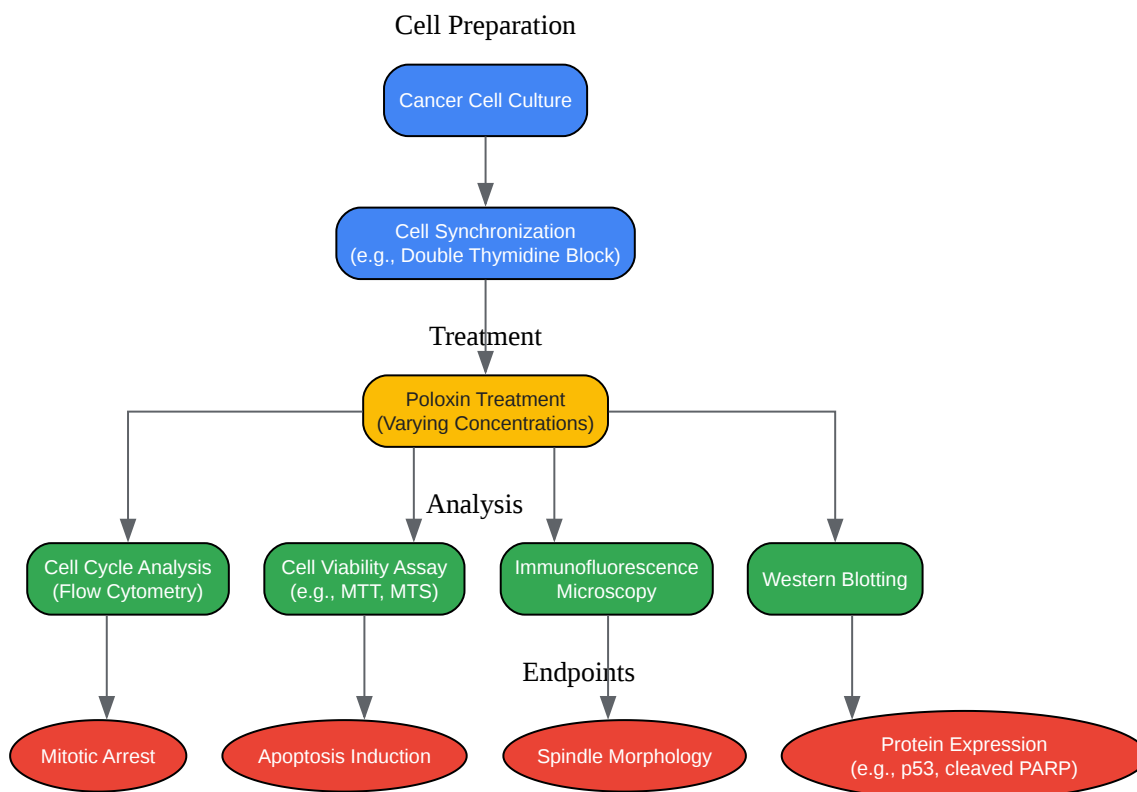 Cell Preparation
Cancer Cell Culture
Cell Synchronization
(e.g., Double Thymidine Block)
Treatment
Poloxin Treatment
(Varying Concentrations)
Analysis
Cell Cycle Analysis
(Flow Cytometry)
Cell Viability Assay
(e.g., MTT, MTS)
Immunofluorescence
Microscopy
Western Blotting
Endpoints
Mitotic Arrest
Apoptosis Induction
Spindle Morphology
Protein Expression
(e.g., p53, cleaved PARP)